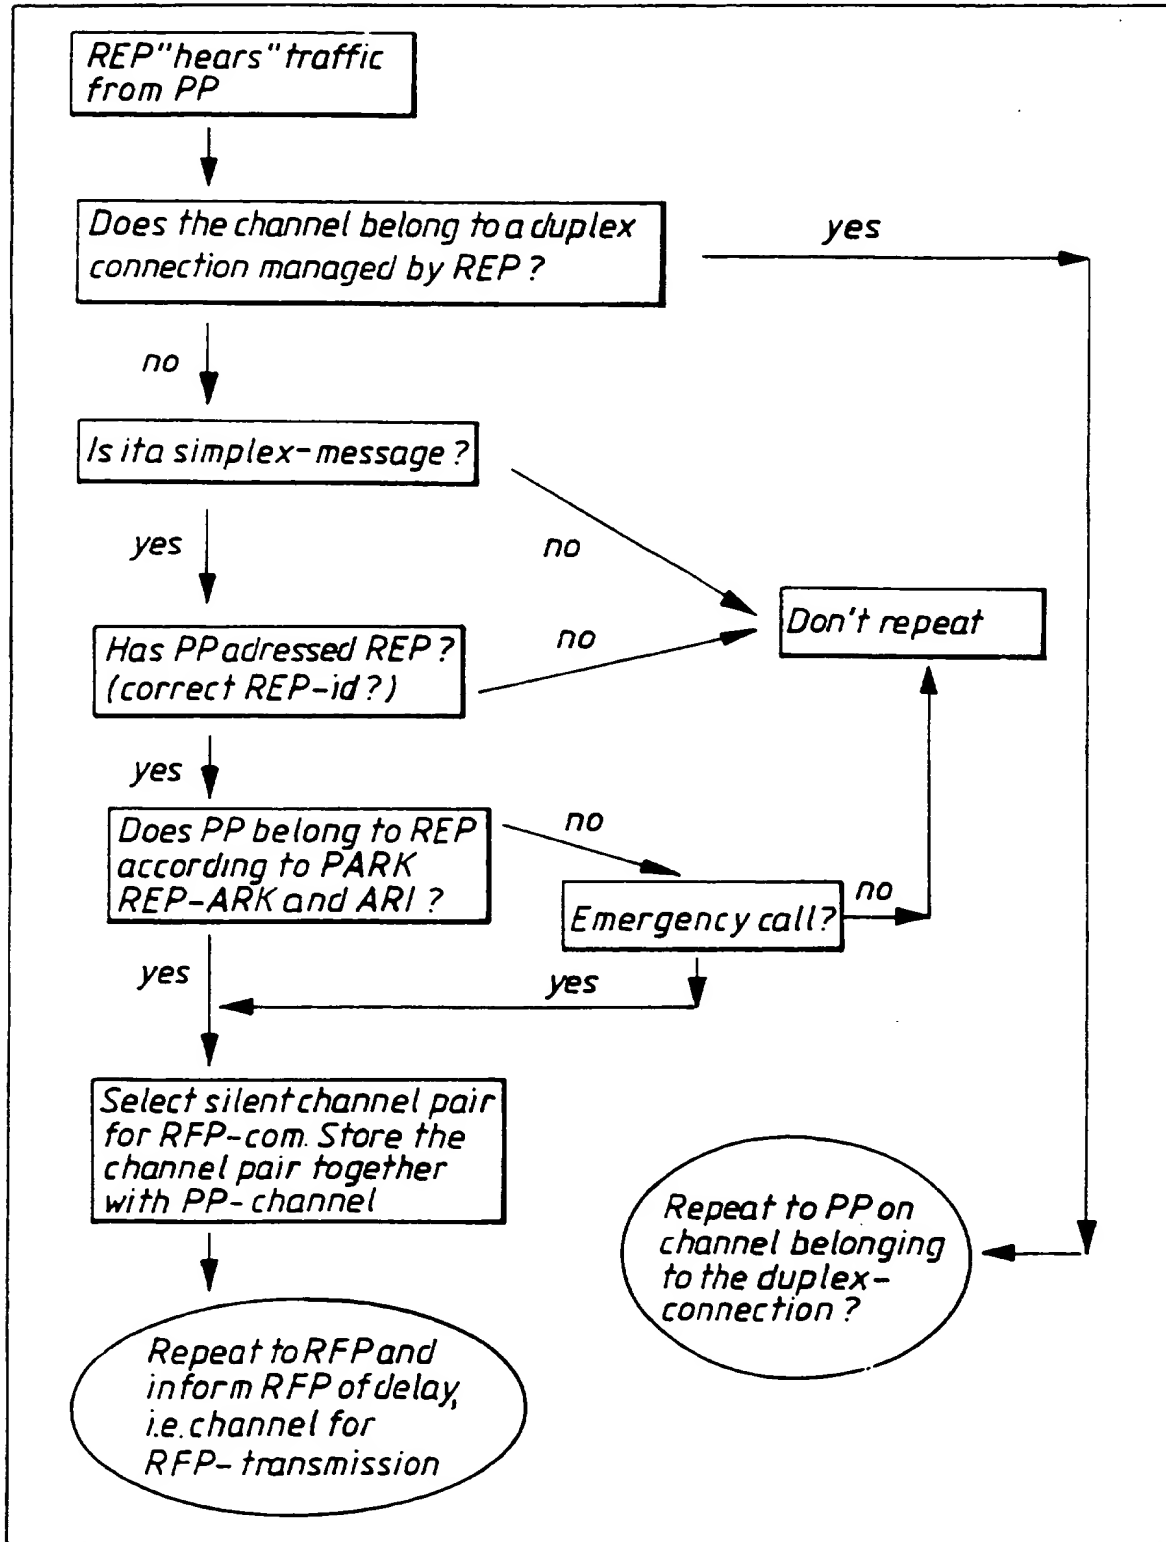 REP "hears" traffic
from PP
Does the channel belong to a duplex
connection managed by REP?
yes
no
Is it a simplex-message?
yes
no
Has PP adressed REP?
(correct REP-id?)
no
Don't repeat
yes
Does PP belong to REP
according to PARK
REP-ARK and ARI?
no
Emergency call?
no
yes
yes
Select silent channel pair
for RFP-com. Store the
channel pair together
with PP-channel
Repeat to PP on
channel belonging
to the duplex-
connection?
Repeat to RFP and
inform RFP of delay,
i.e. channel for
RFP-transmission